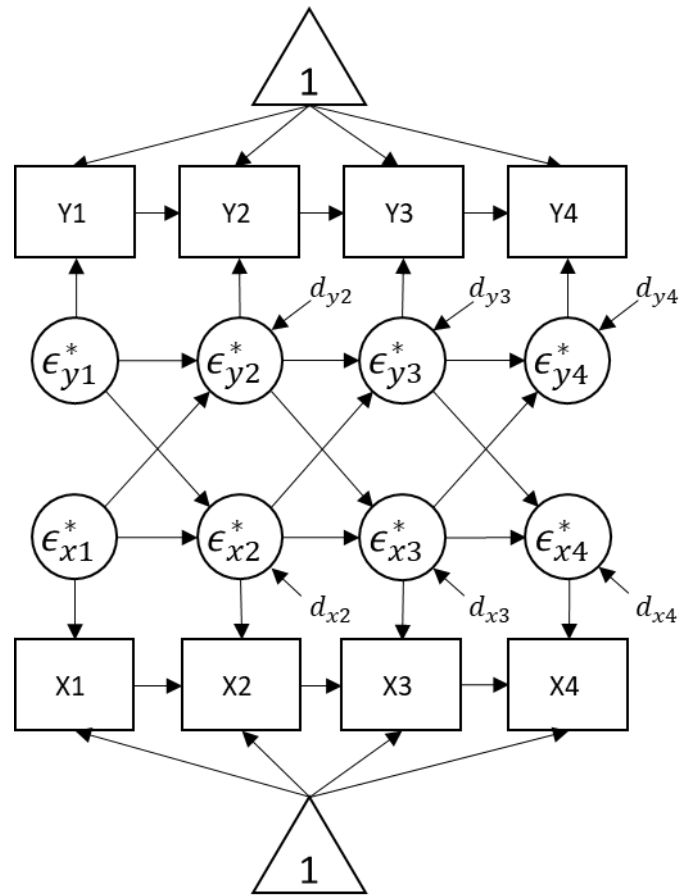 1
Y1 Y2 Y3 Y4
d_{y2} d_{y3} d_{y4}
ϵ*_{y1} ϵ*_{y2} ϵ*_{y3} ϵ*_{y4}
ϵ*_{x1} ϵ*_{x2} ϵ*_{x3} ϵ*_{x4}
d_{x2} d_{x3} d_{x4}
X1 X2 X3 X4
1